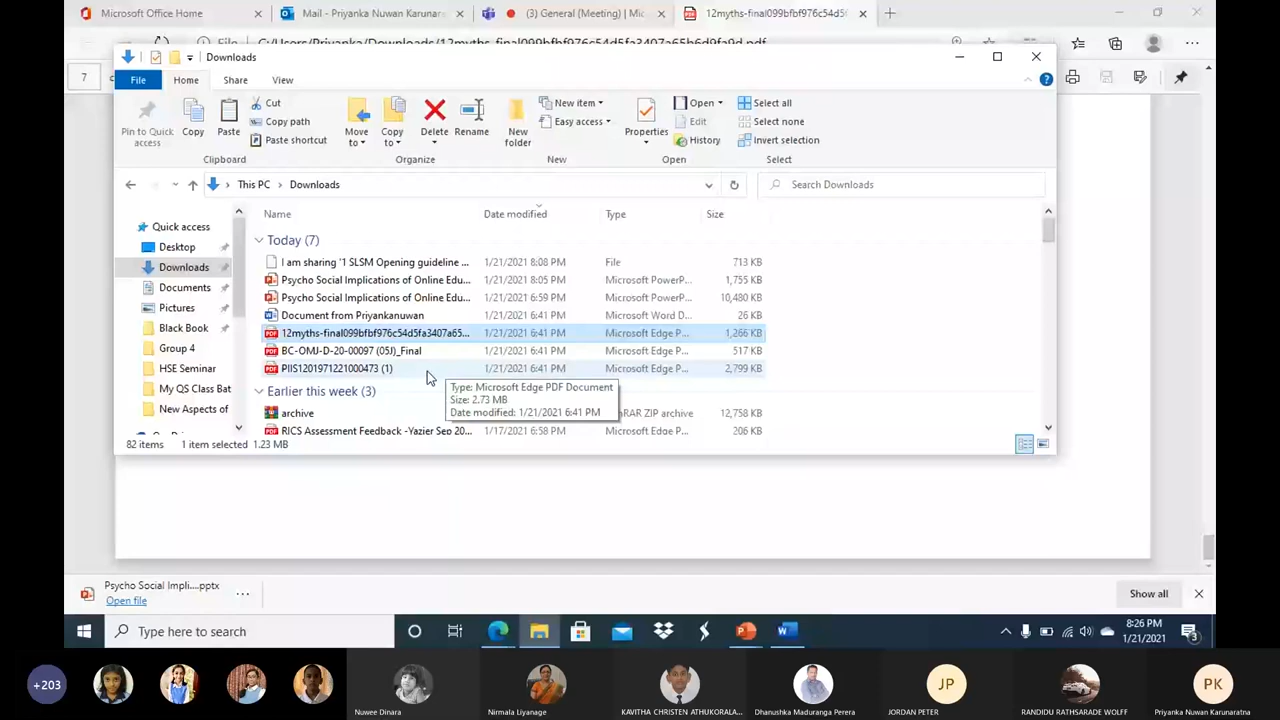 Microsoft Office Home
Mail - Priyanka Nuwan Karunar
(3) General (Meeting) | Mic
12myths-final099bfbf976c54d5f
File
C:/Users/Priyanka/Downloads/12myths-final099bfbf976c54d5fa3407a65b6d9fa9d.pdf
7
Downloads
File
Home
Share
View
Pin to Quick access
Copy
Paste
Cut
Copy path
Paste shortcut
Move to
Copy to
Delete
Rename
New folder
New item
Easy access
Properties
Open
Edit
History
Select all
Select none
Invert selection
Clipboard
Organize
New
Open
Select
This PC
Downloads
Search Downloads
Quick access
Desktop
Downloads
Documents
Pictures
Black Book
Group 4
HSE Seminar
My QS Class Bat
New Aspects of
Name Date modified Type Size
Today (7)
I am sharing '1 SLSM Opening guideline ... 1/21/2021 8:08 PM File 713 KB
Psycho Social Implications of Online Edu... 1/21/2021 8:05 PM Microsoft PowerP... 1,755 KB
Psycho Social Implications of Online Edu... 1/21/2021 6:59 PM Microsoft PowerP... 10,480 KB
Document from Priyankanuwan 1/21/2021 6:41 PM Microsoft Word D... 26 KB
12myths-final099bfbf976c54d5fa3407a65... 1/21/2021 6:41 PM Microsoft Edge P... 1,266 KB
BC-OMJ-D-20-00097 (05J)_Final 1/21/2021 6:41 PM Microsoft Edge P... 517 KB
PIIS1201971221000473 (1) 1/21/2021 6:41 PM Microsoft Edge P... 2,799 KB
Type: Microsoft Edge PDF Document
Size: 2.73 MB
Date modified: 1/21/2021 6:41 PM
Earlier this week (3)
archive nRAR ZIP archive 12,758 KB
RICS Assessment Feedback -Yazier Sep 20... 1/17/2021 6:58 PM Microsoft Edge P... 206 KB
82 items 1 item selected 1.23 MB
Psycho Social Impli....pptx
Open file
Show all
Type here to search
8:26 PM
1/21/2021
3
+203
Nuwee Dinara
Nirmala Liyanage
KAVITHA CHRISTEN ATHUKORALA...
Dhanushka Maduranga Perera
JP
JORDAN PETER
RANDIDU RATHSARADE WOLFF
PK
Priyanka Nuwan Karunaratna